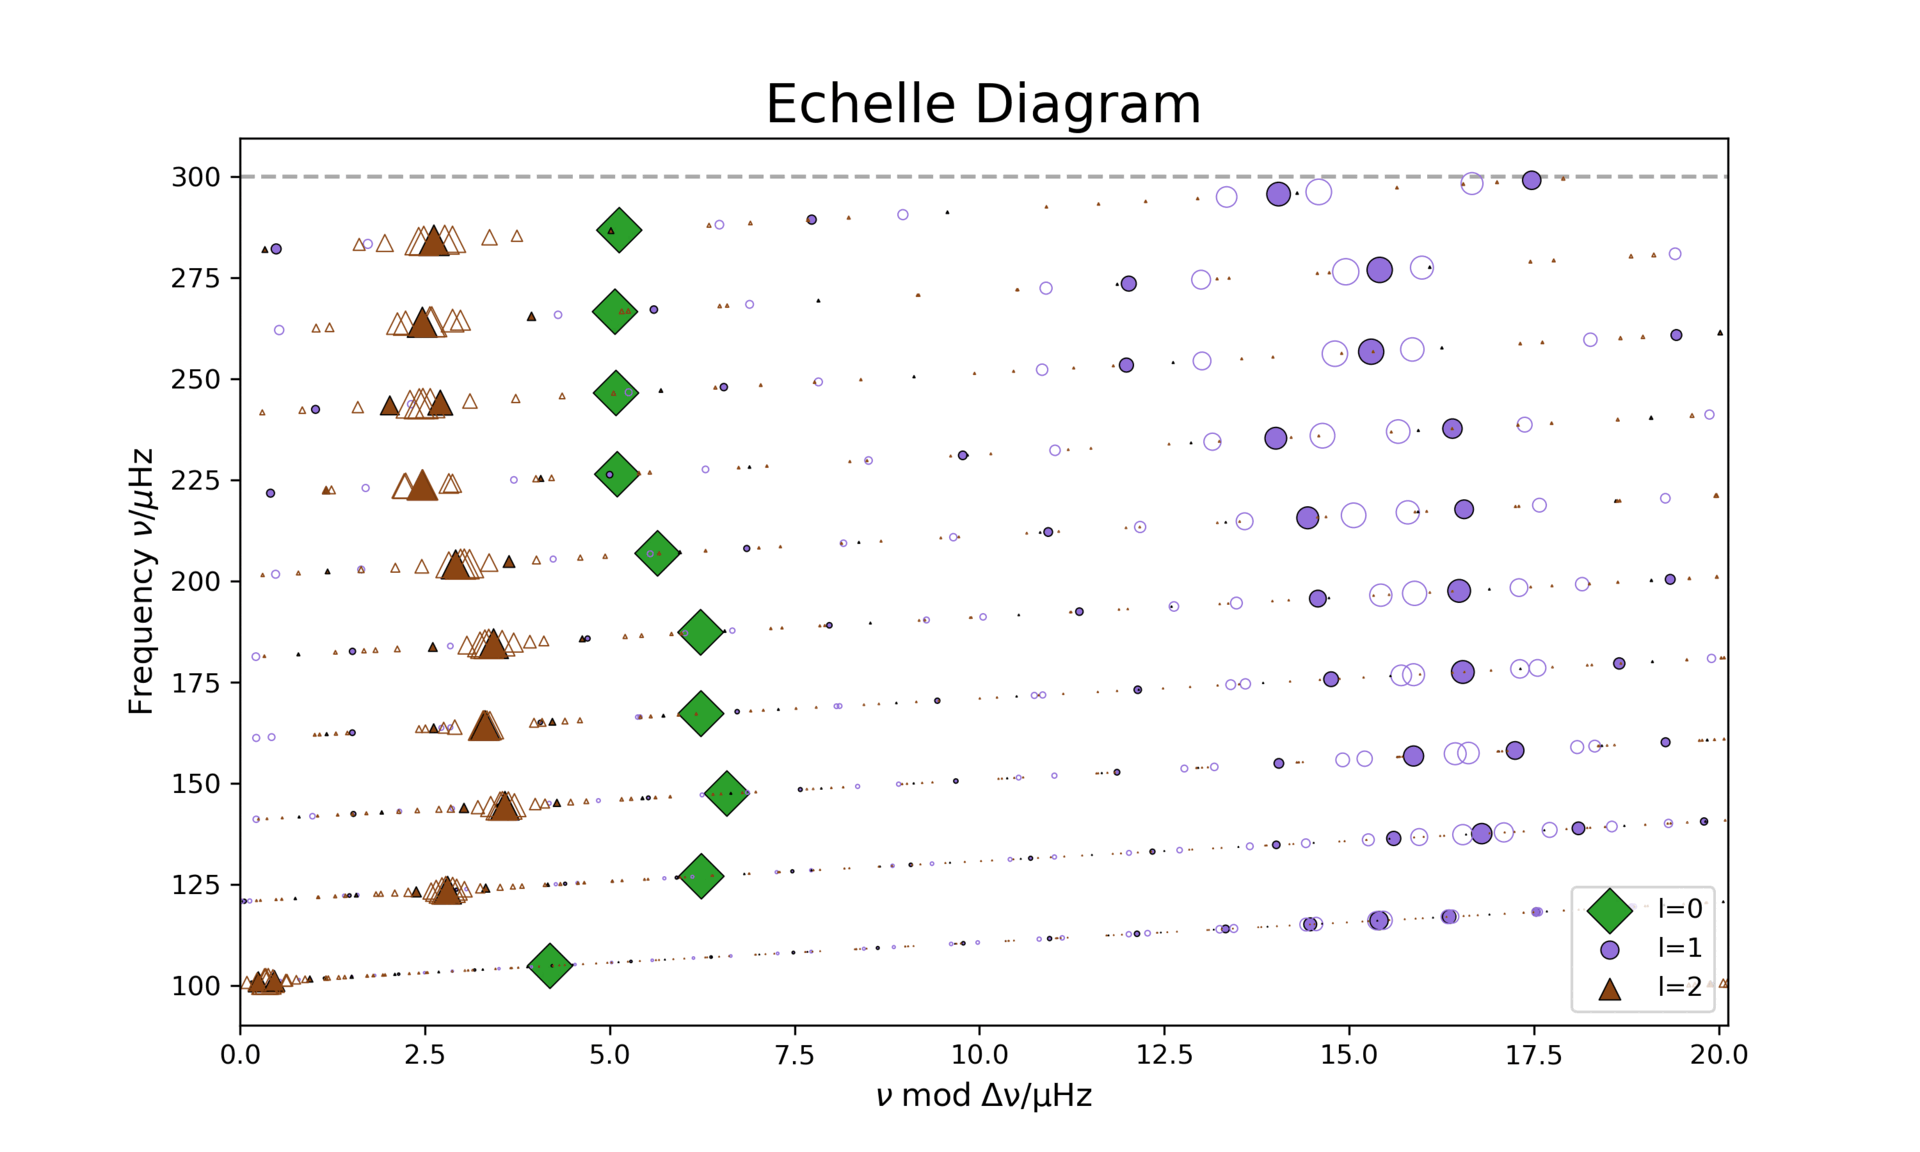 Echelle Diagram
Frequency ν/μHz
300
275
250
225
200
175
150
125
100
l=0
l=1
l=2
0.0 2.5 5.0 7.5 10.0 12.5 15.0 17.5 20.0
ν mod Δν/μHz